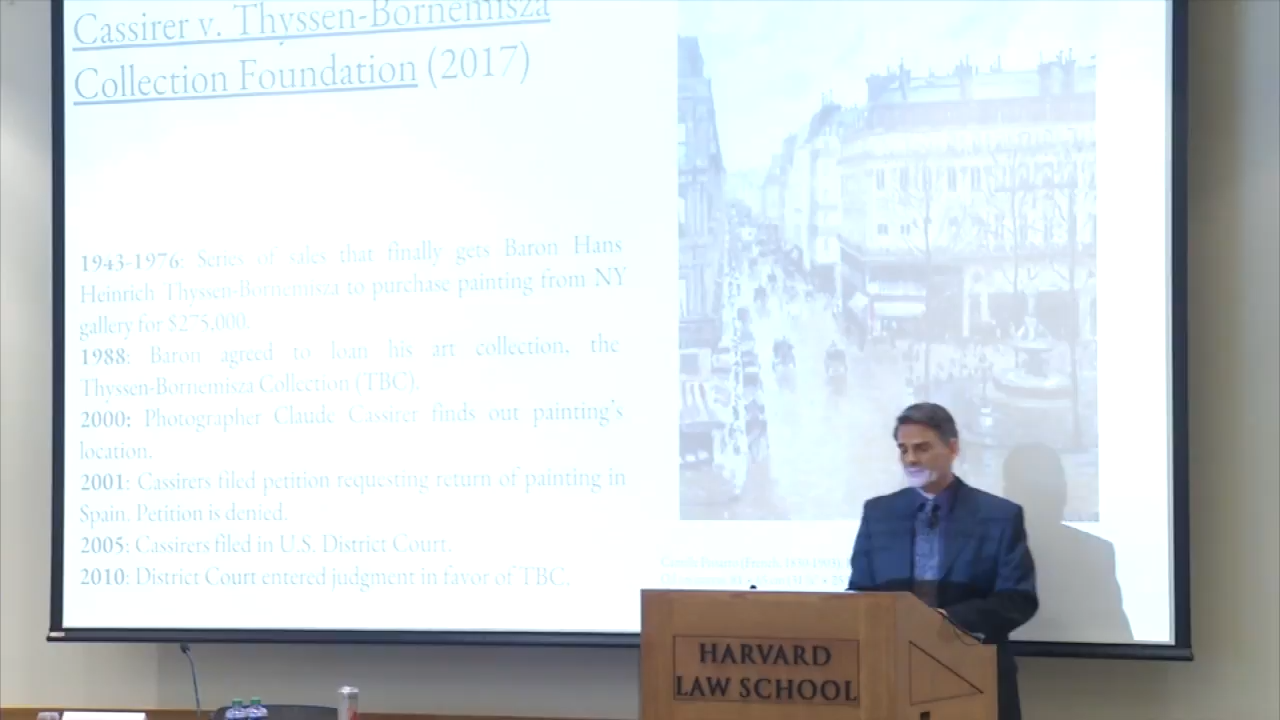 Cassirer v. Thyssen-Bornemisza
Collection Foundation (2017)
1943-1976: Series of sales that finally gets Baron Hans
Heinrich Thyssen-Bornemisza to purchase painting from NY
gallery for $275,000.
1988: Baron agreed to loan his art collection, the
Thyssen-Bornemisza Collection (TBC).
2000: Photographer Claude Cassirer finds out painting's
location.
2001: Cassirers filed petition requesting return of painting in
Spain. Petition is denied.
2005: Cassirers filed in U.S. District Court.
2010: District Court entered judgment in favor of TBC.
HARVARD
LAW SCHOOL